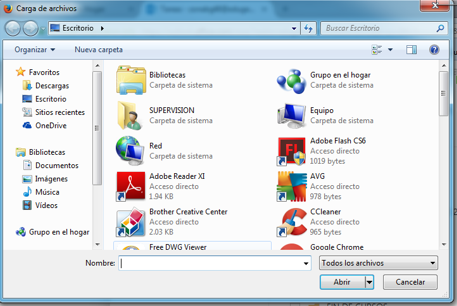 Carga de archivos
Escritorio
Buscar Escritorio
Organizar
Nueva carpeta
Favoritos
Descargas
Escritorio
Sitios recientes
OneDrive
Bibliotecas
Documentos
Imágenes
Música
Vídeos
Grupo en el hogar
Bibliotecas
Carpeta de sistema
Grupo en el hogar
Carpeta de sistema
SUPERVISION
Carpeta de sistema
Equipo
Carpeta de sistema
Red
Carpeta de sistema
Adobe Flash CS6
Acceso directo
1019 bytes
Adobe Reader XI
Acceso directo
1.94 KB
AVG
Acceso directo
978 bytes
Brother Creative Center
Acceso directo
2.03 KB
CCleaner
Acceso directo
965 bytes
Free DWG Viewer
Google Chrome
Nombre:
Todos los archivos
Abrir
Cancelar